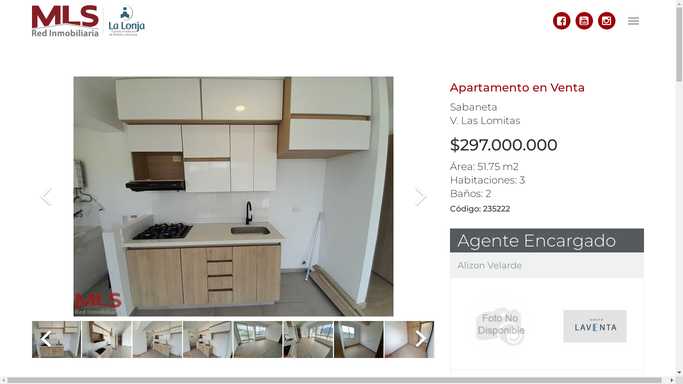 MLS
Red Inmobiliaria
La Lonja
Apartamento en Venta
Sabaneta
V. Las Lomitas
$297.000.000
Área: 51.75 m2
Habitaciones: 3
Baños: 2
Código: 235222
MLS
Red Inmobiliaria
Agente Encargado
Alizon Velarde
Foto No
Disponible
LAVENTA